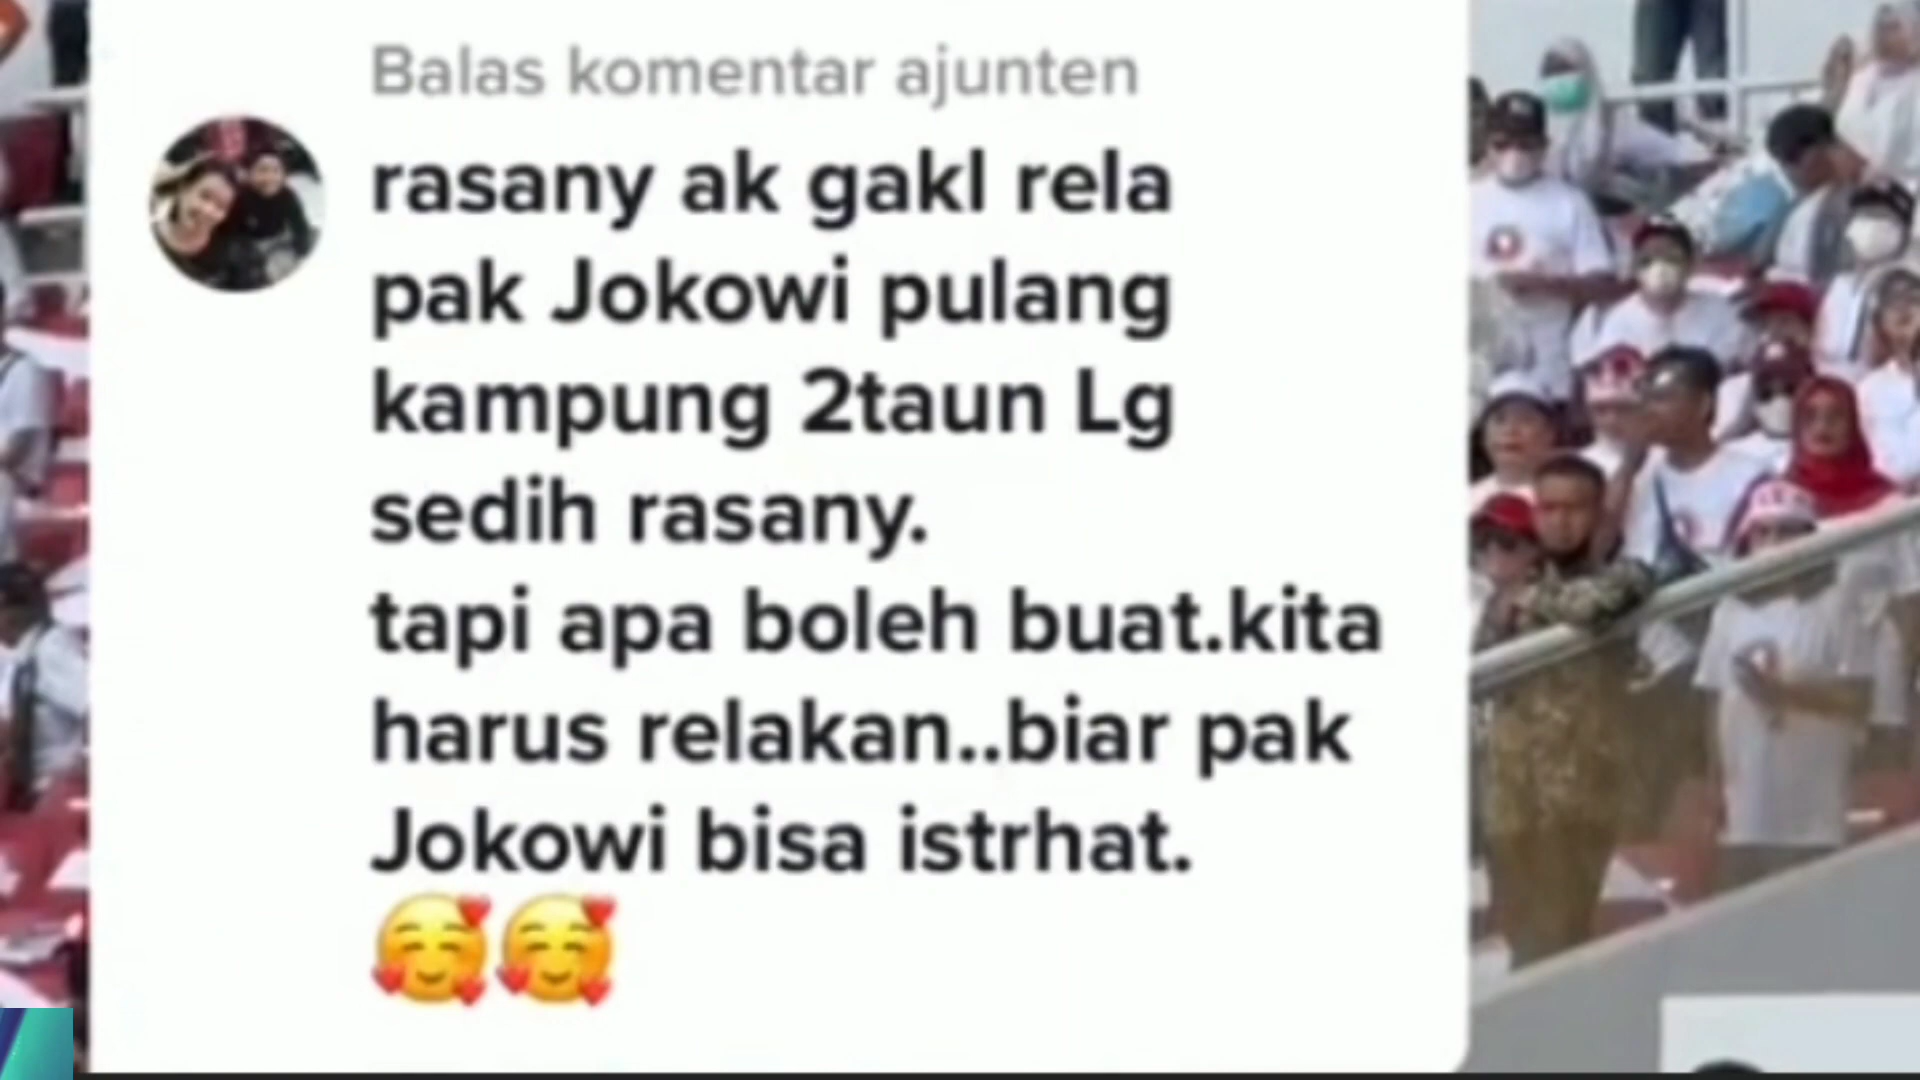 Balas komentar ajunten
rasany ak gakl rela
pak Jokowi pulang
kampung 2taun Lg
sedih rasany.
tapi apa boleh buat.kita
harus relakan..biar pak
Jokowi bisa istrhat.
🥰🥰